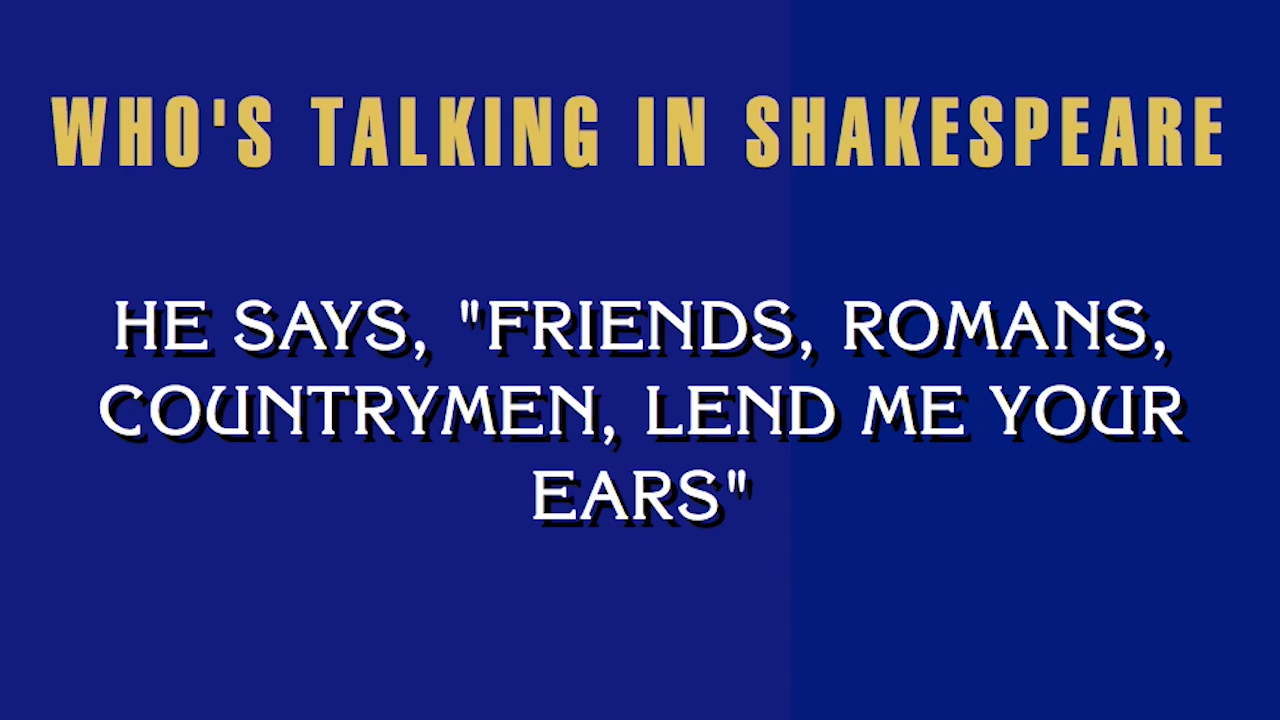 WHO'S TALKING IN SHAKESPEARE
HE SAYS, "FRIENDS, ROMANS,
COUNTRYMEN, LEND ME YOUR
EARS"